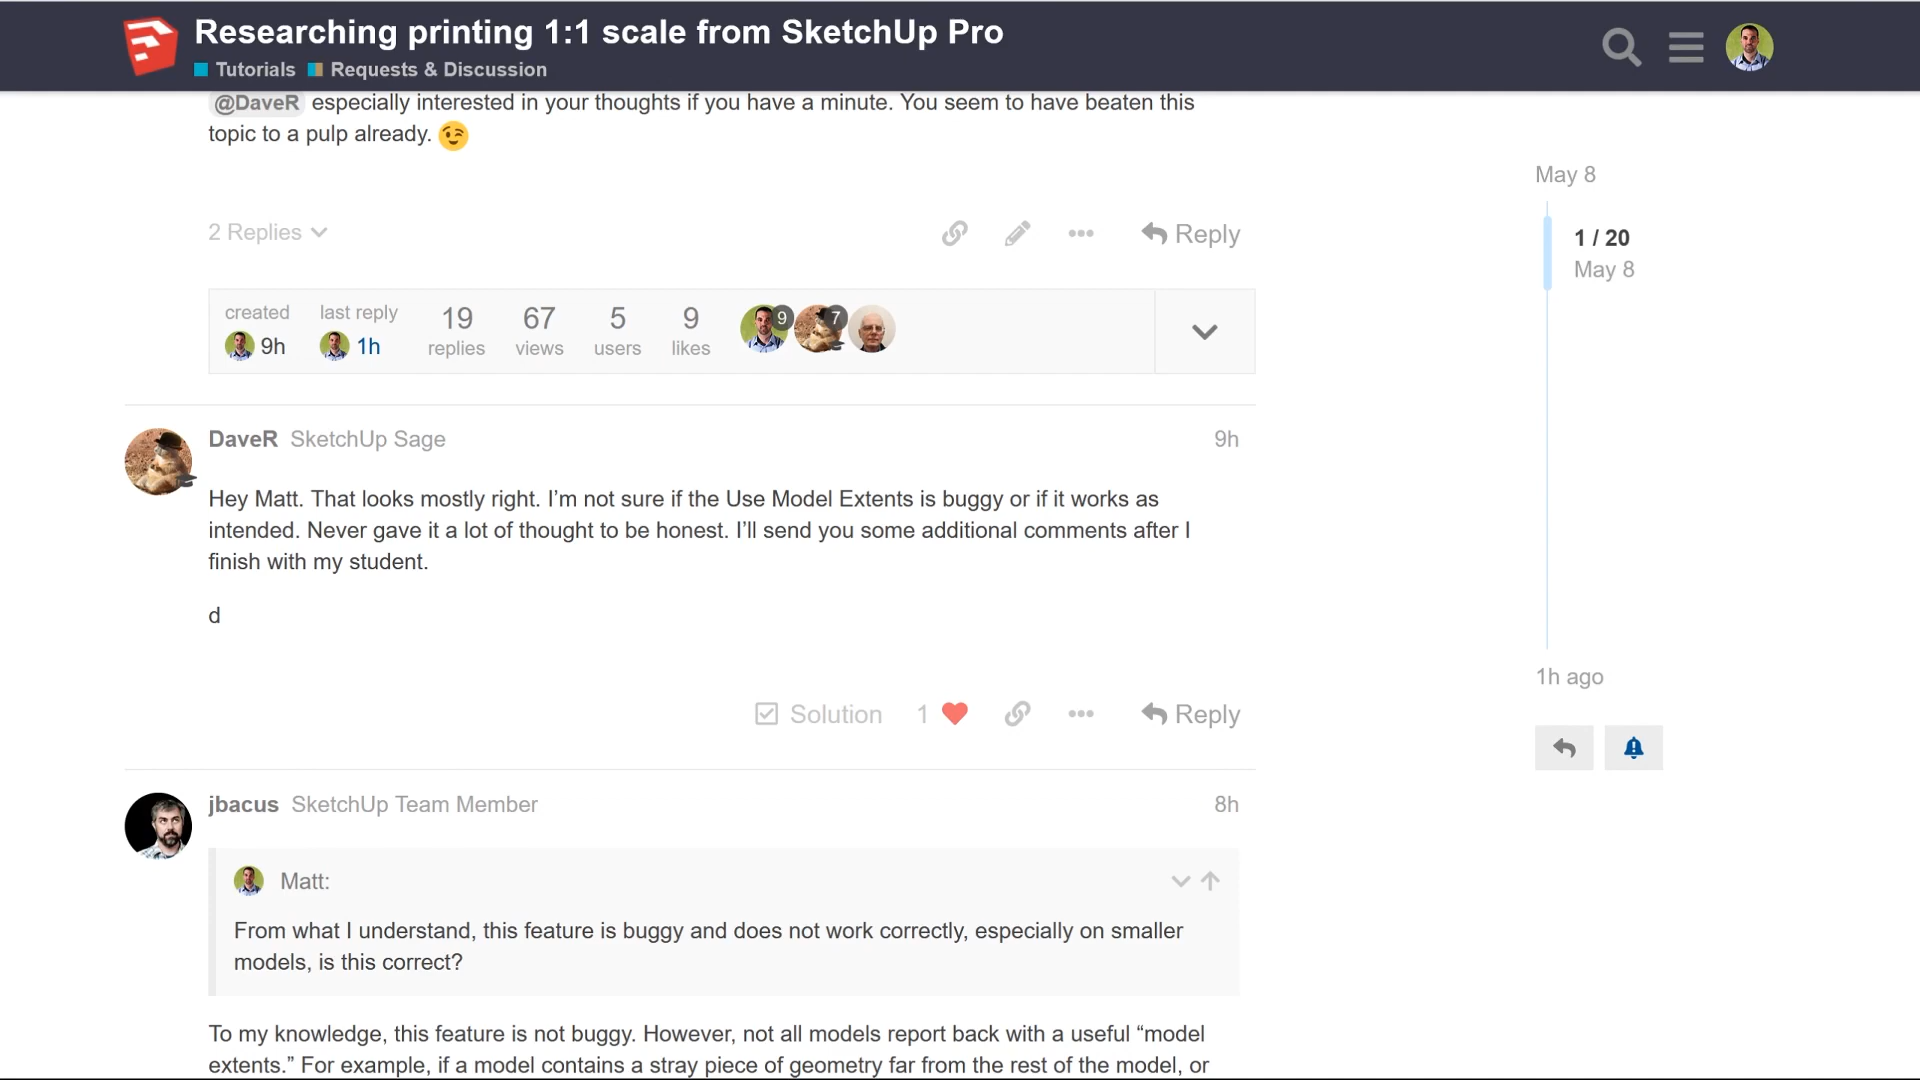 Researching printing 1:1 scale from SketchUp Pro
Tutorials Requests & Discussion
@DaveR especially interested in your thoughts if you have a minute. You seem to have beaten this
topic to a pulp already.
May 8
2 Replies
Reply
1 / 20
May 8
created
last reply
19
67
5
9
9
7
9h
1h
replies
views
users
likes
DaveR SketchUp Sage
9h
Hey Matt. That looks mostly right. I’m not sure if the Use Model Extents is buggy or if it works as
intended. Never gave it a lot of thought to be honest. I’ll send you some additional comments after I
finish with my student.
d
1h ago
Solution
1
Reply
jbacus SketchUp Team Member
8h
Matt:
From what I understand, this feature is buggy and does not work correctly, especially on smaller
models, is this correct?
To my knowledge, this feature is not buggy. However, not all models report back with a useful “model
extents.” For example, if a model contains a stray piece of geometry far from the rest of the model, or